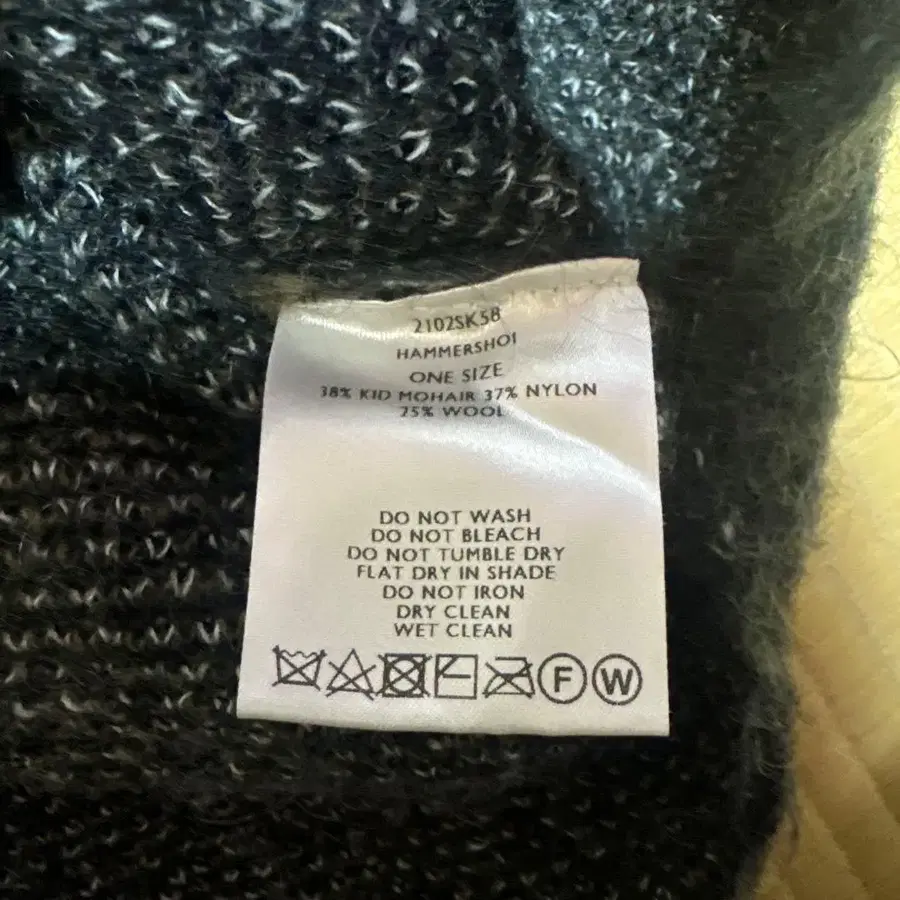 2102SK58
HAMMERSHOI
ONE SIZE
38% KID MOHAIR 37% NYLON
25% WOOL
DO NOT WASH
DO NOT BLEACH
DO NOT TUMBLE DRY
FLAT DRY IN SHADE
DO NOT IRON
DRY CLEAN
WET CLEAN
F W